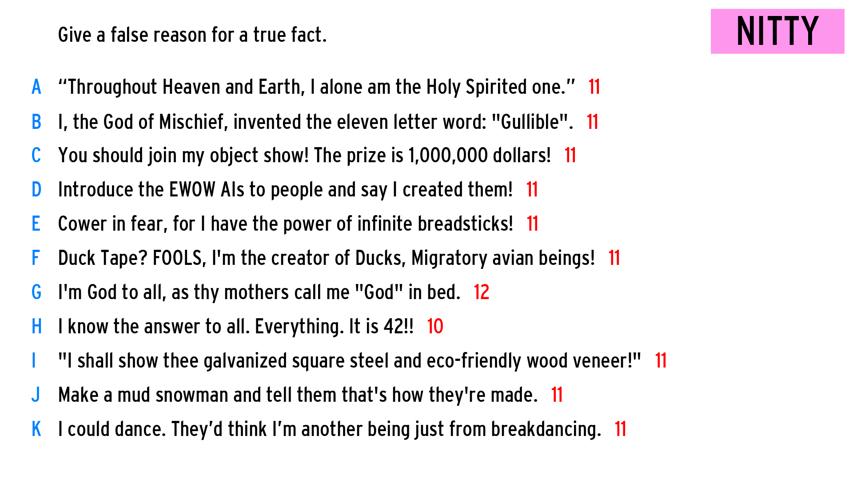 Give a false reason for a true fact.
NITTY
A “Throughout Heaven and Earth, I alone am the Holy Spirited one.” 11
B I, the God of Mischief, invented the eleven letter word: "Gullible". 11
C You should join my object show! The prize is 1,000,000 dollars! 11
D Introduce the EWOW AIs to people and say I created them! 11
E Cower in fear, for I have the power of infinite breadsticks! 11
F Duck Tape? FOOLS, I'm the creator of Ducks, Migratory avian beings! 11
G I'm God to all, as thy mothers call me "God" in bed. 12
H I know the answer to all. Everything. It is 42!! 10
I "I shall show thee galvanized square steel and eco-friendly wood veneer!" 11
J Make a mud snowman and tell them that's how they're made. 11
K I could dance. They’d think I’m another being just from breakdancing. 11